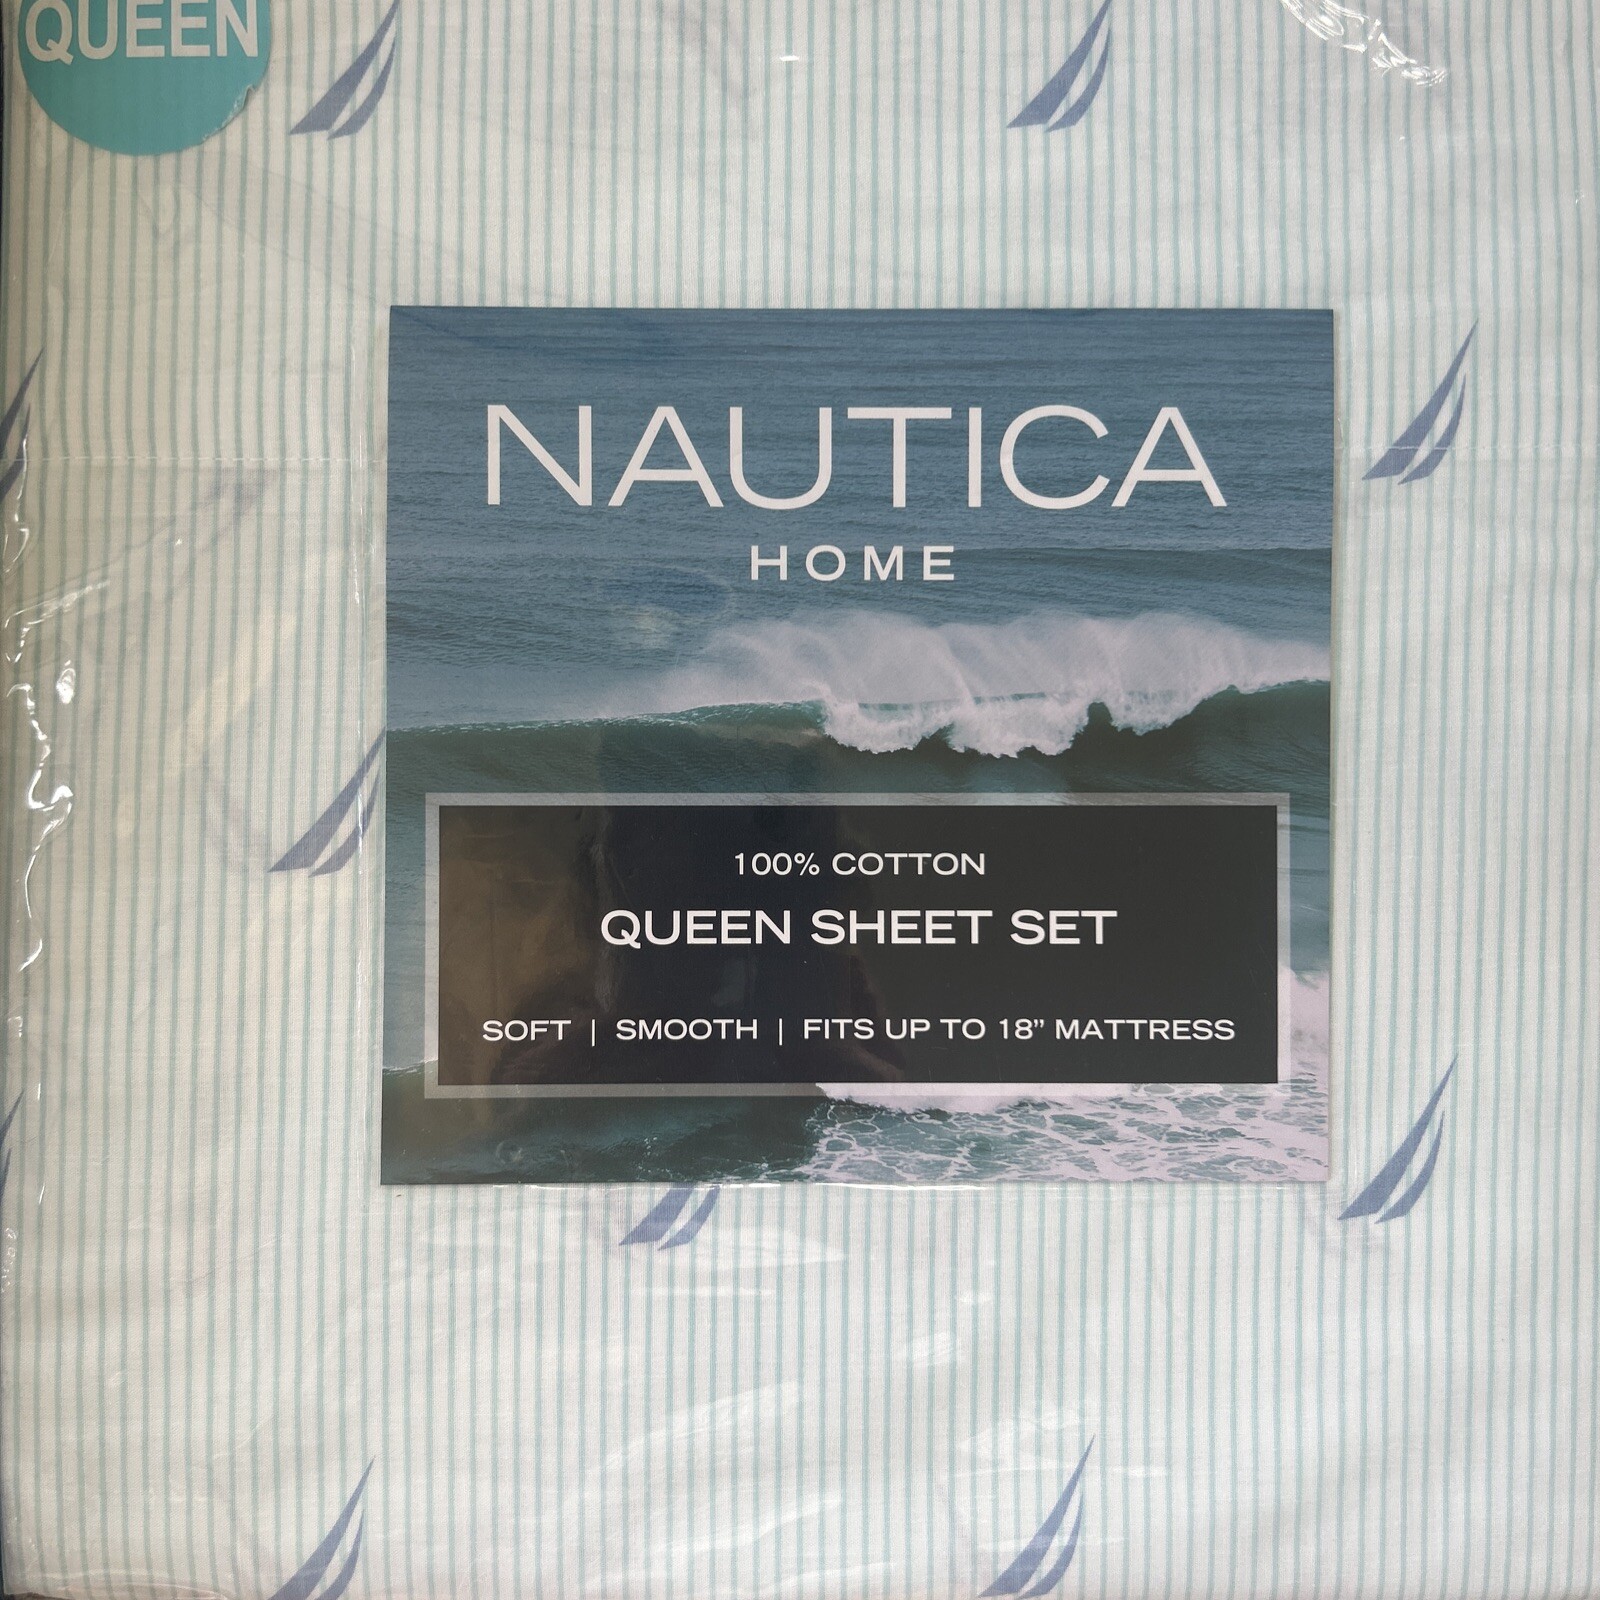 QUEEN
NAUTICA
HOME
100% COTTON
QUEEN SHEET SET
SOFT | SMOOTH | FITS UP TO 18” MATTRESS